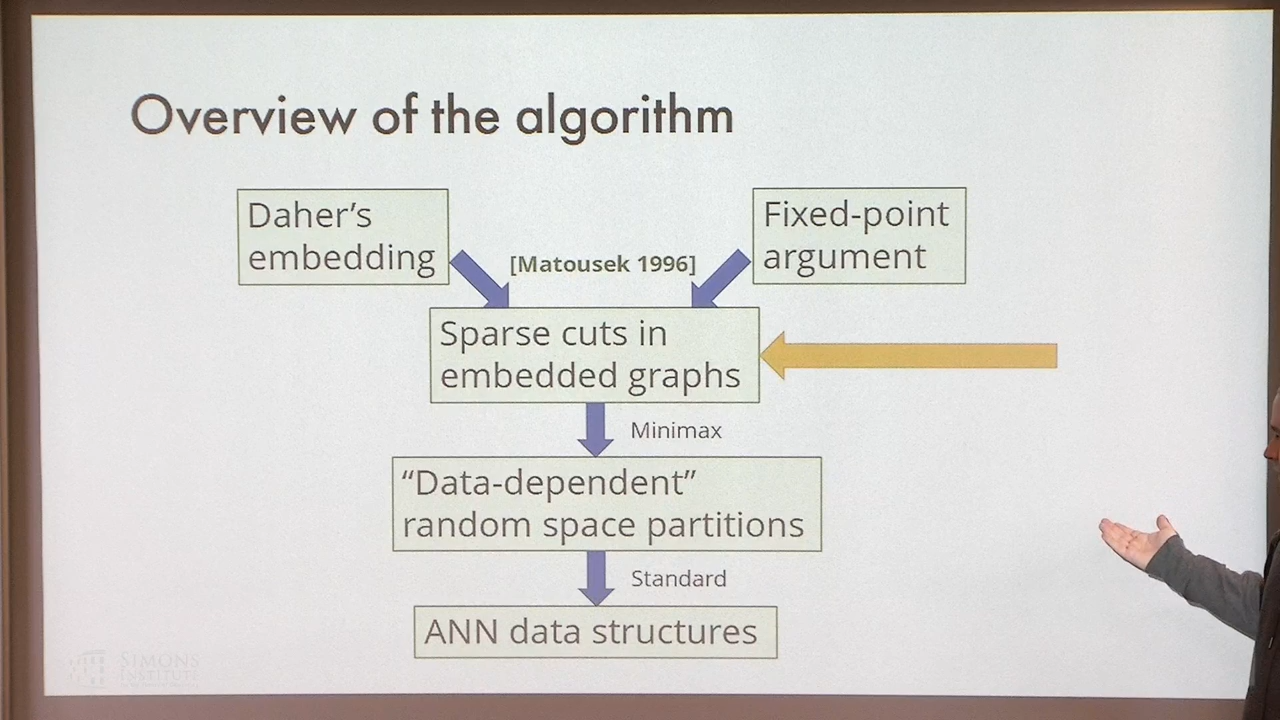 Overview of the algorithm
Daher's
embedding
Fixed-point
argument
[Matousek 1996]
Sparse cuts in
embedded graphs
Minimax
“Data-dependent”
random space partitions
Standard
ANN data structures
SIMONS
INSTITUTE